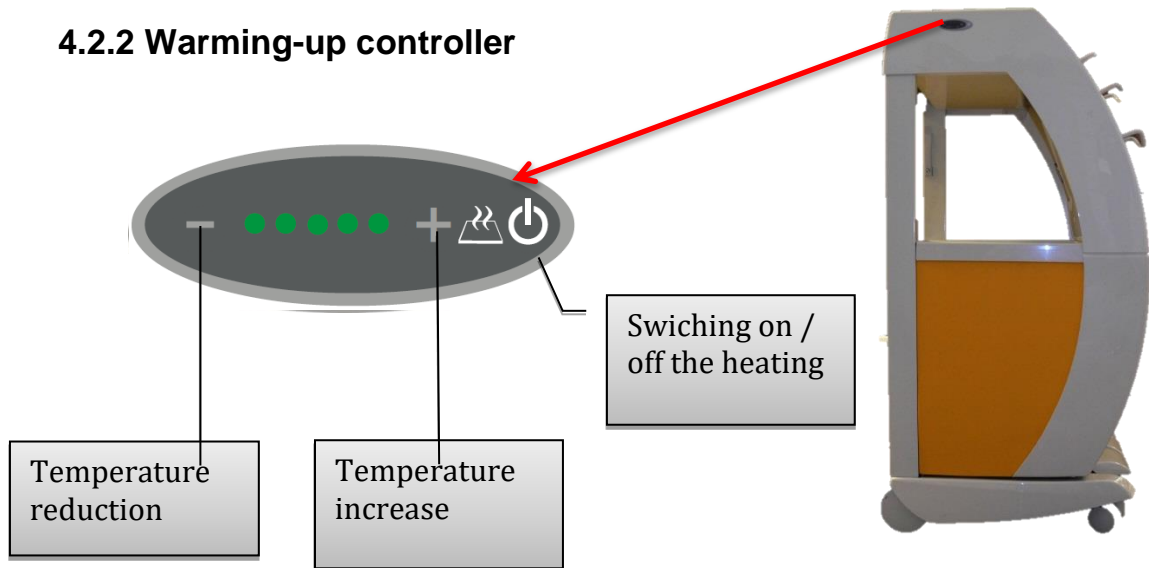 4.2.2 Warming-up controller
Swiching on /
off the heating
Temperature
reduction
Temperature
increase